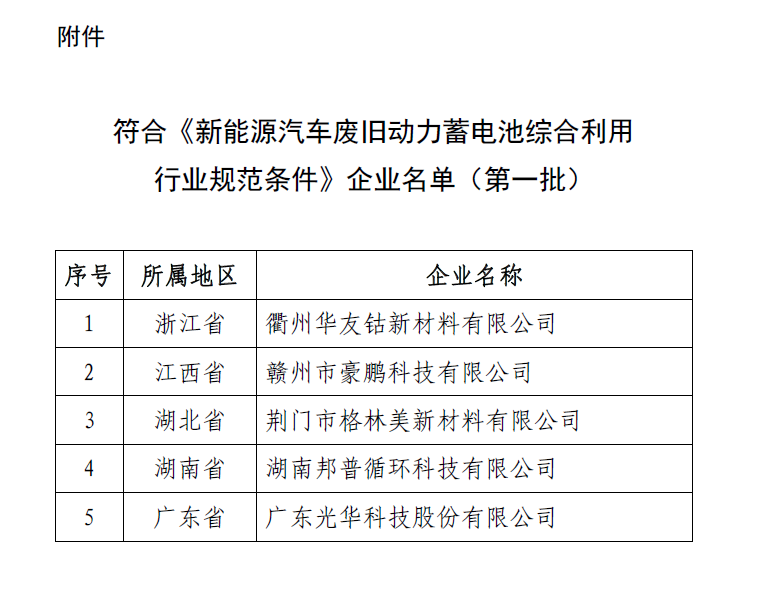 附件
符合《新能源汽车废旧动力蓄电池综合利用
行业规范条件》企业名单（第一批）
序号 所属地区 企业名称
1 浙江省 衢州华友钴新材料有限公司
2 江西省 赣州市豪鹏科技有限公司
3 湖北省 荆门市格林美新材料有限公司
4 湖南省 湖南邦普循环科技有限公司
5 广东省 广东光华科技股份有限公司